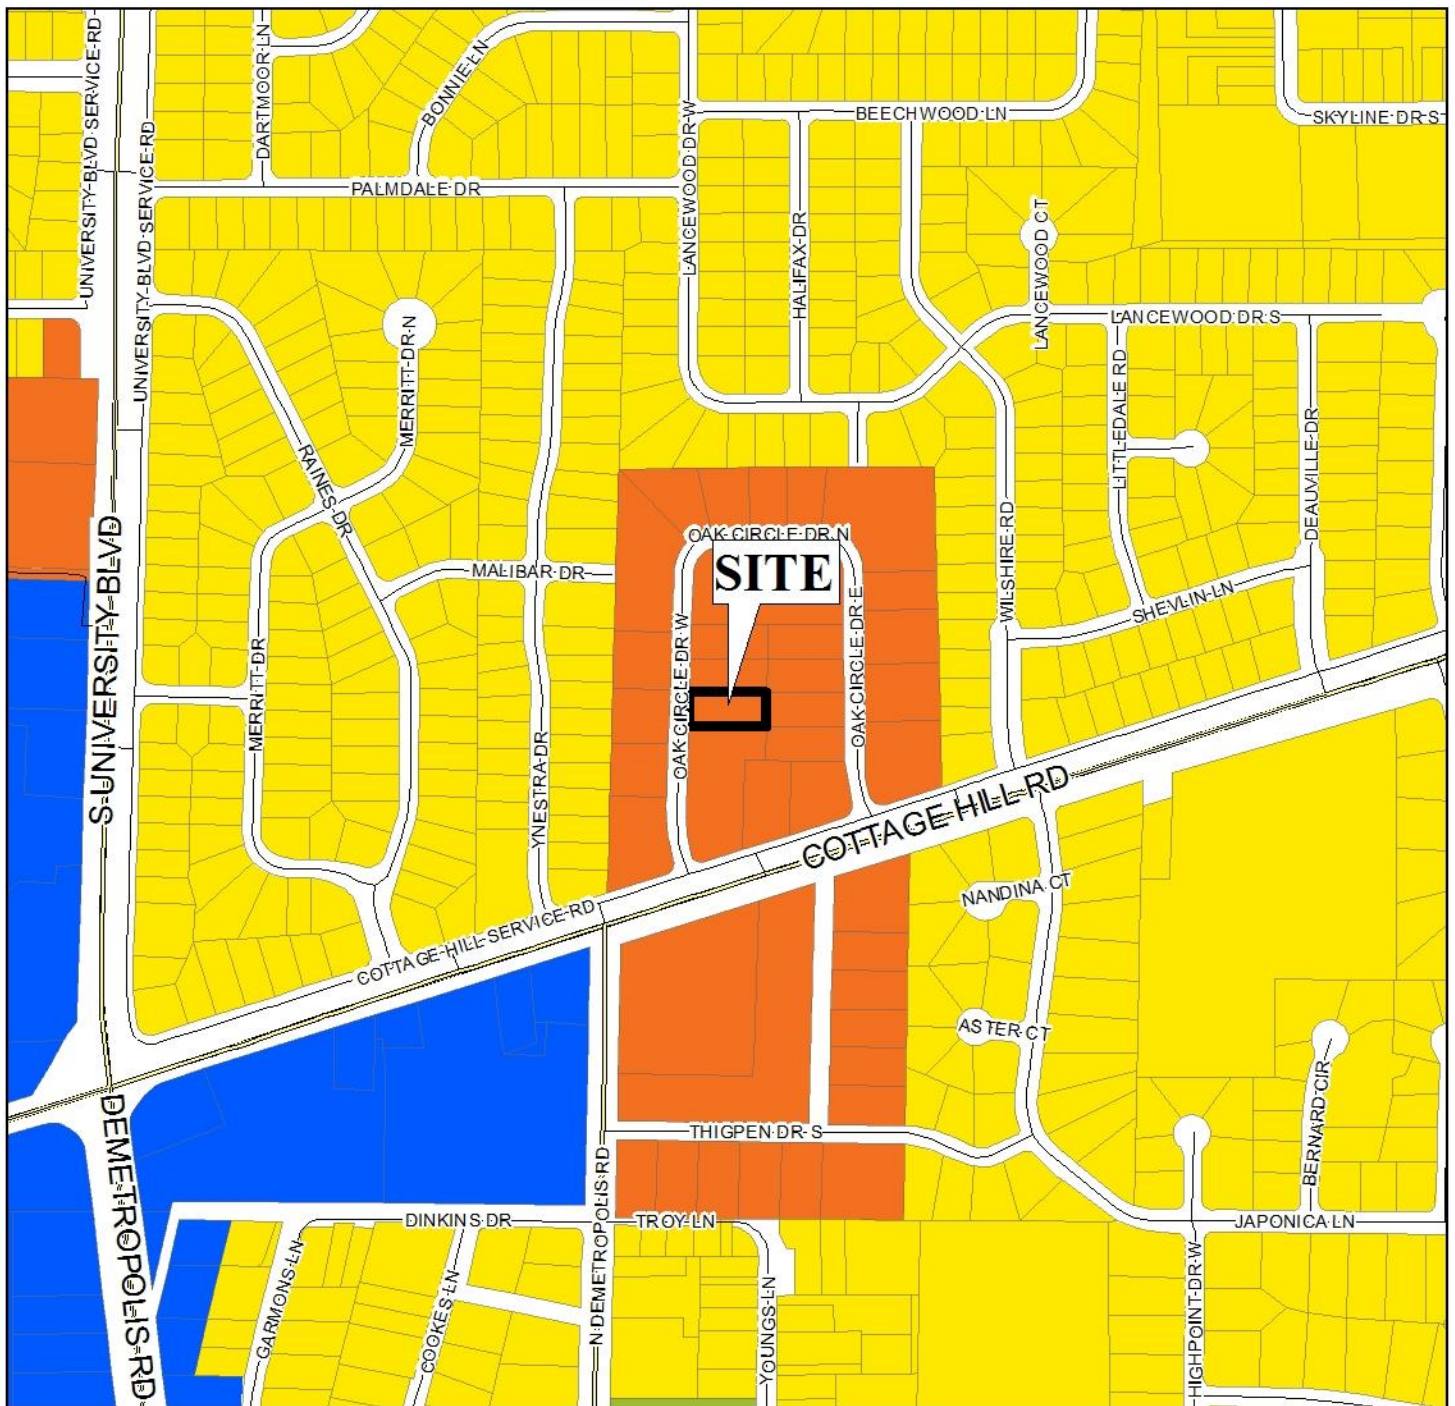 UNIVERSITY BLVD SERVICE RD
UNIVERSITY BLVD SERVICE RD
DARTMOOR LN
BONNIE LN
LANCEWOOD DR W
BEECHWOOD LN
SKYLINE DR S
PALMDALE DR
HALIFAX DR
LANCEWOOD CT
LANCEWOOD DR S
MERRITT DR N
LITTLEDALE RD
DEAUVILLE DR
RAINES DR
OAK CIRCLE DR N
SITE
MALIBAR DR
WILSHIRE RD
SHEVLIN LN
S UNIVERSITY BLVD
MERRITT DR
OAK CIRCLE DR W
OAK CIRCLE DR E
YNESTRA DR
COTTAGE HILL RD
NANDINA CT
COTTAGE HILL SERVICE RD
ASTER CT
DEMETROPOLIS RD
THIGPEN DR S
BERNARD CIR
N DEMETROPOLIS RD
DINKINS DR
TROY LN
JAPONICA LN
GARMONS LN
COOKES LN
YOUNGS LN
HIGHPOINT DR W